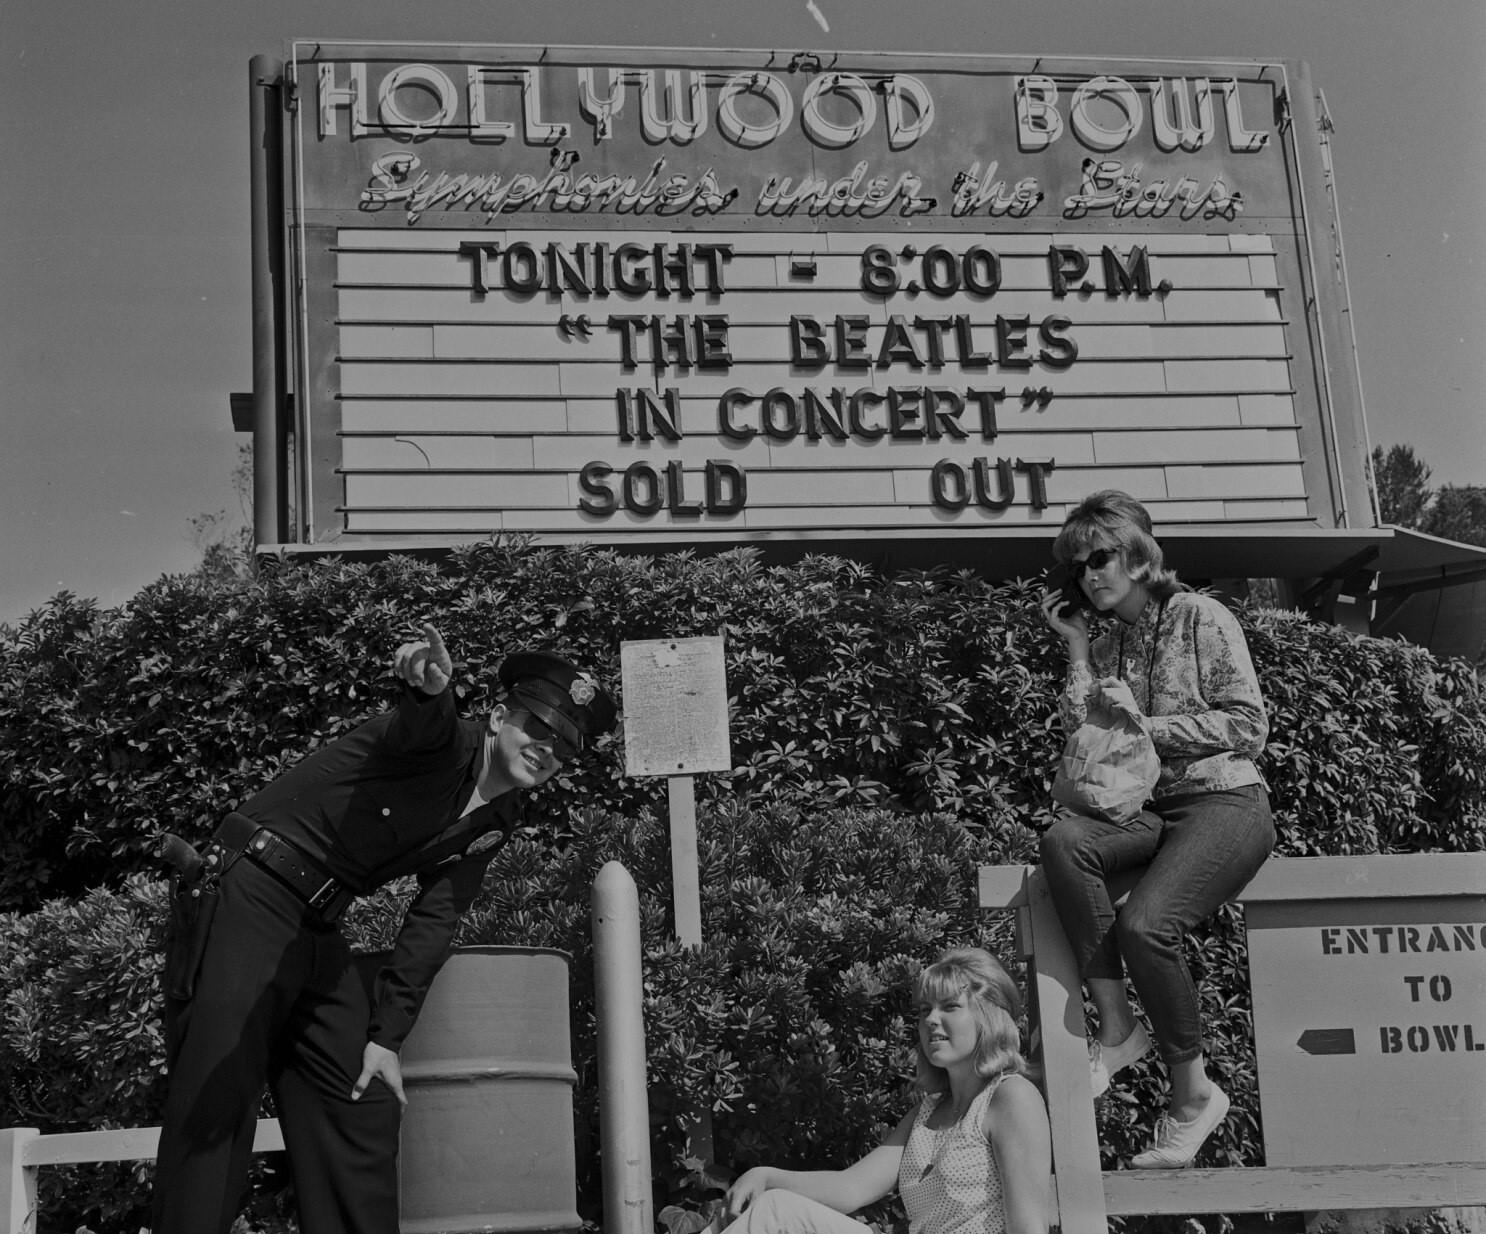 HOLLYWOOD BOWL
Symphonies under the Stars
TONIGHT - 8:00 P.M.
"THE BEATLES
IN CONCERT"
SOLD OUT
ENTRANC
TO
BOWL